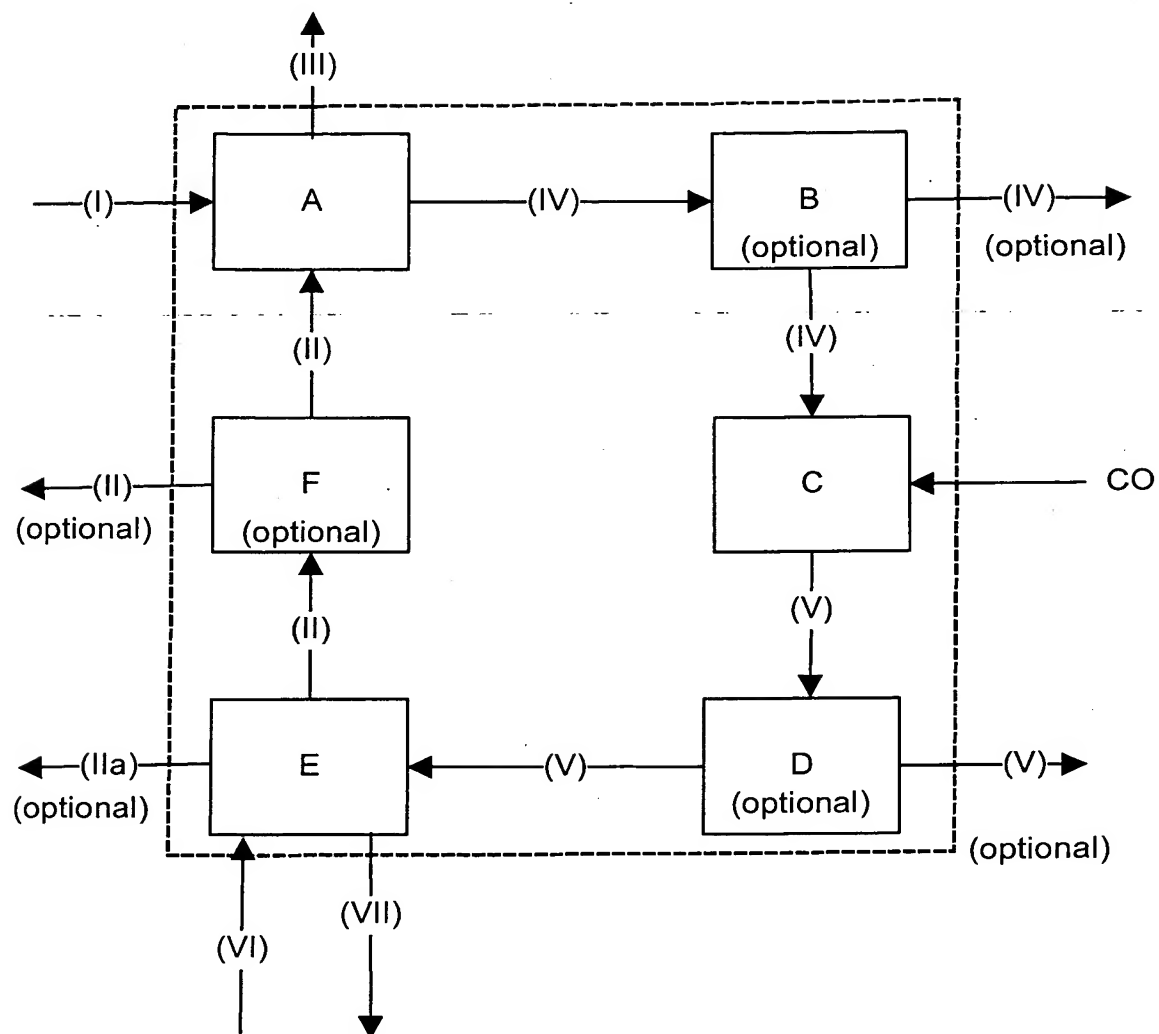 (III)
(I)
A
(IV)
B
(optional)
(IV)
(optional)
(II)
(IV)
(II)
(optional)
F
(optional)
C
CO
(II)
(V)
(IIa)
(optional)
E
(V)
D
(optional)
(V)
(optional)
(VI)
(VII)